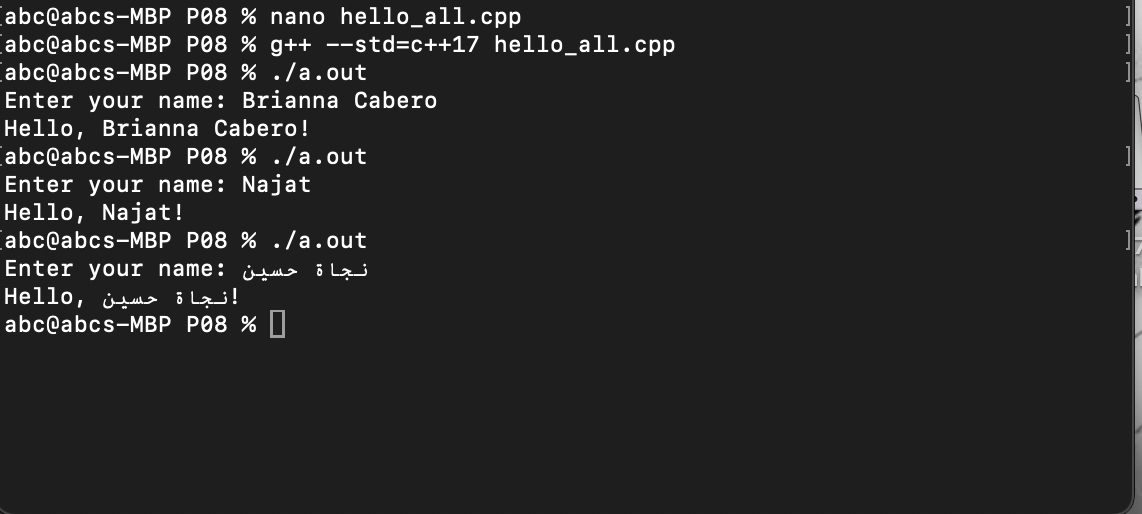 [abc@abcs-MBP P08 % nano hello_all.cpp ]
[abc@abcs-MBP P08 % g++ --std=c++17 hello_all.cpp ]
[abc@abcs-MBP P08 % ./a.out ]
Enter your name: Brianna Cabero
Hello, Brianna Cabero!
[abc@abcs-MBP P08 % ./a.out ]
Enter your name: Najat
Hello, Najat!
[abc@abcs-MBP P08 % ./a.out ]
Enter your name: نجاة حسين
Hello, نجاة حسين!
abc@abcs-MBP P08 %